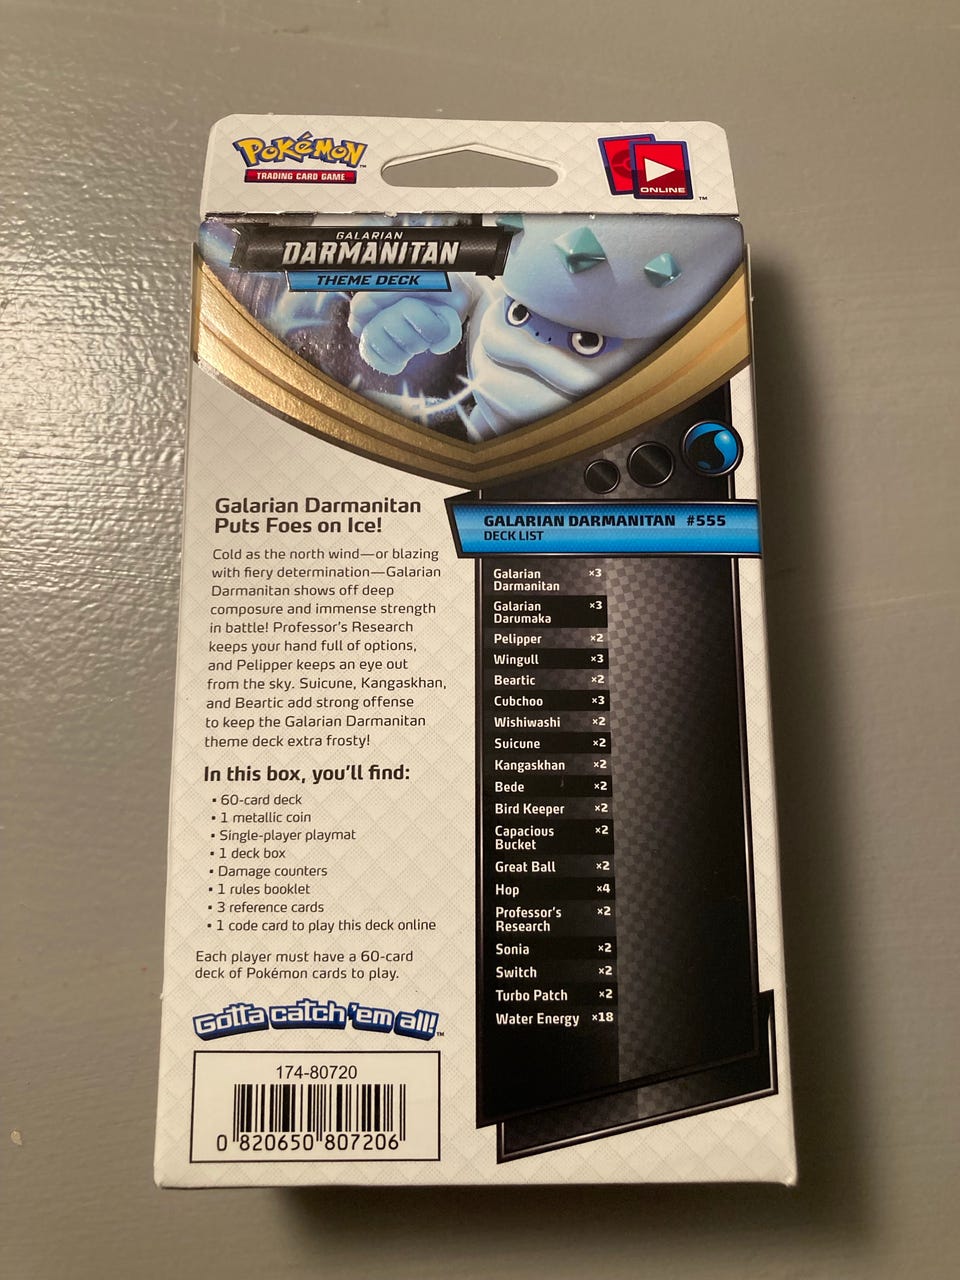 POKéMON™
TRADING CARD GAME
ONLINE
™
GALARIAN
DARMANITAN
THEME DECK
Galarian Darmanitan
Puts Foes on Ice!
Cold as the north wind—or blazing
with fiery determination—Galarian
Darmanitan shows off deep
composure and immense strength
in battle! Professor's Research
keeps your hand full of options,
and Pelipper keeps an eye out
from the sky. Suicune, Kangaskhan,
and Beartic add strong offense
to keep the Galarian Darmanitan
theme deck extra frosty!
In this box, you'll find:
▪ 60-card deck
▪ 1 metallic coin
▪ Single-player playmat
▪ 1 deck box
▪ Damage counters
▪ 1 rules booklet
▪ 3 reference cards
▪ 1 code card to play this deck online
Each player must have a 60-card
deck of Pokémon cards to play.
Gotta catch 'em all!™
174-80720
0 820650 807206
GALARIAN DARMANITAN #555
DECK LIST
Galarian ×3
Darmanitan
Galarian ×3
Darumaka
Pelipper ×2
Wingull ×3
Beartic ×2
Cubchoo ×3
Wishiwashi ×2
Suicune ×2
Kangaskhan ×2
Bede ×2
Bird Keeper ×2
Capacious ×2
Bucket
Great Ball ×2
Hop ×4
Professor's ×2
Research
Sonia ×2
Switch ×2
Turbo Patch ×2
Water Energy ×18